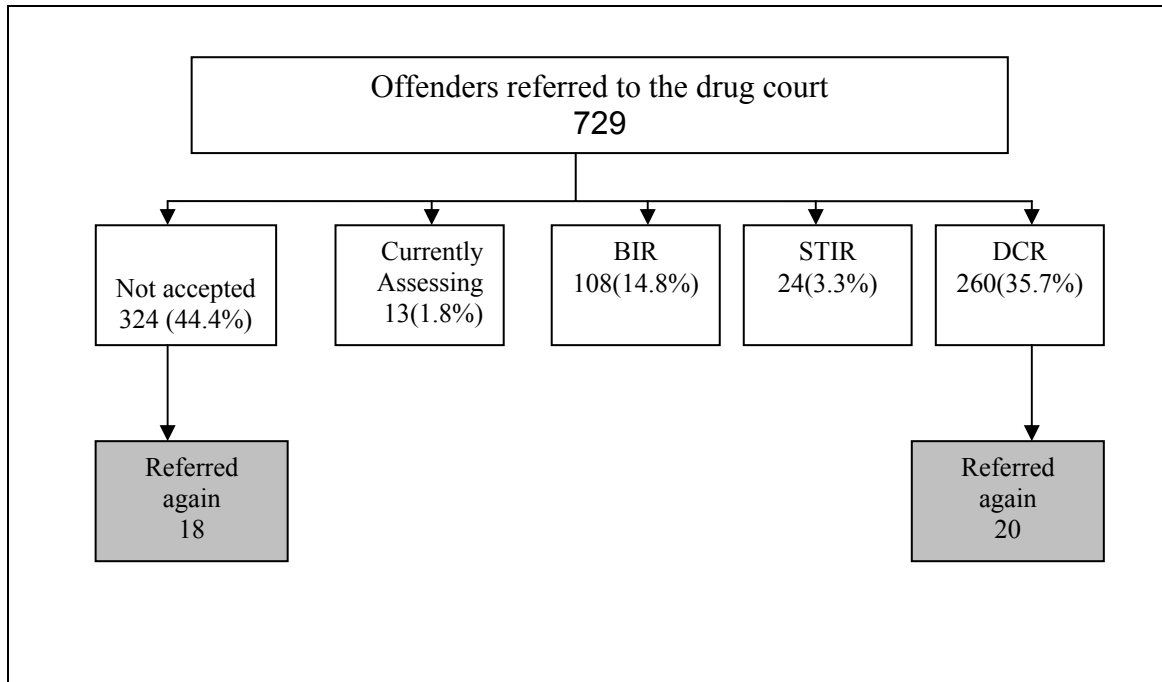 Offenders referred to the drug court
729
Not accepted
324 (44.4%)
Currently
Assessing
13(1.8%)
BIR
108(14.8%)
STIR
24(3.3%)
DCR
260(35.7%)
Referred
again
18
Referred
again
20